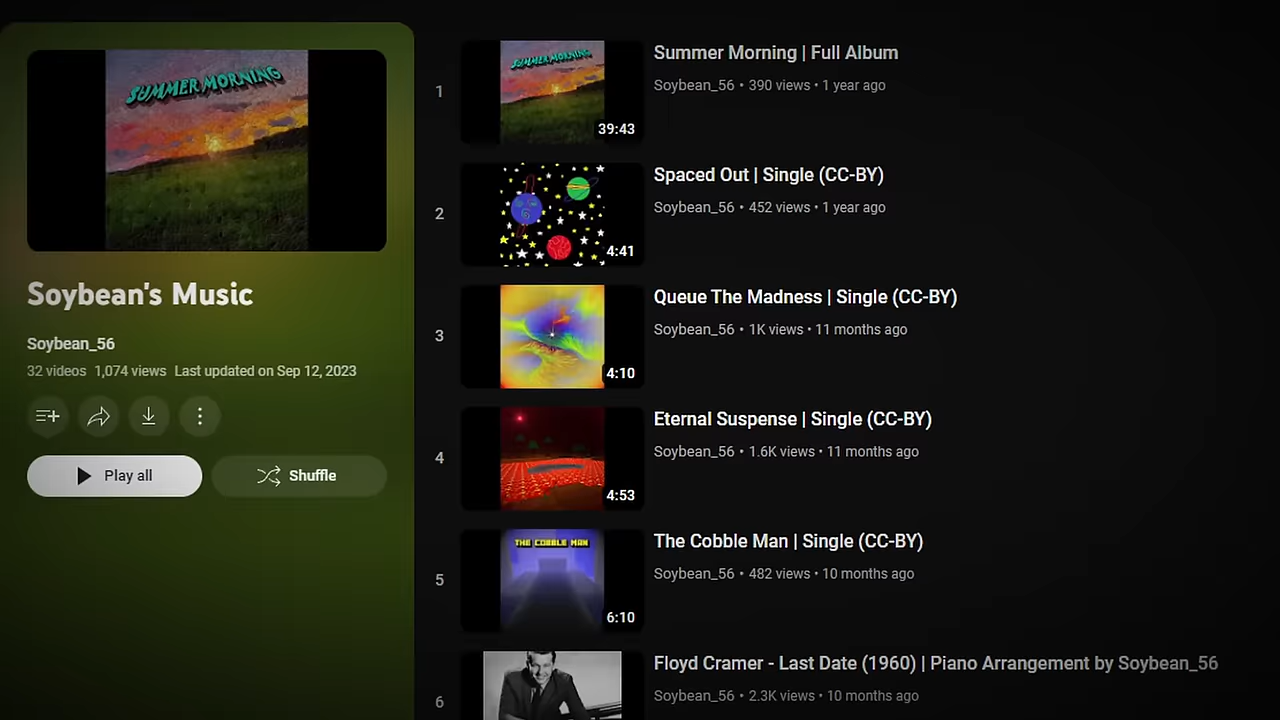 SUMMER MORNING
Soybean's Music
Soybean_56
32 videos 1,074 views Last updated on Sep 12, 2023
Play all
Shuffle
1
SUMMER MORNING
39:43
Summer Morning | Full Album
Soybean_56 • 390 views • 1 year ago
2
4:41
Spaced Out | Single (CC-BY)
Soybean_56 • 452 views • 1 year ago
3
4:10
Queue The Madness | Single (CC-BY)
Soybean_56 • 1K views • 11 months ago
4
4:53
Eternal Suspense | Single (CC-BY)
Soybean_56 • 1.6K views • 11 months ago
5
THE COBBLE MAN
6:10
The Cobble Man | Single (CC-BY)
Soybean_56 • 482 views • 10 months ago
6
Floyd Cramer - Last Date (1960) | Piano Arrangement by Soybean_56
Soybean_56 • 2.3K views • 10 months ago